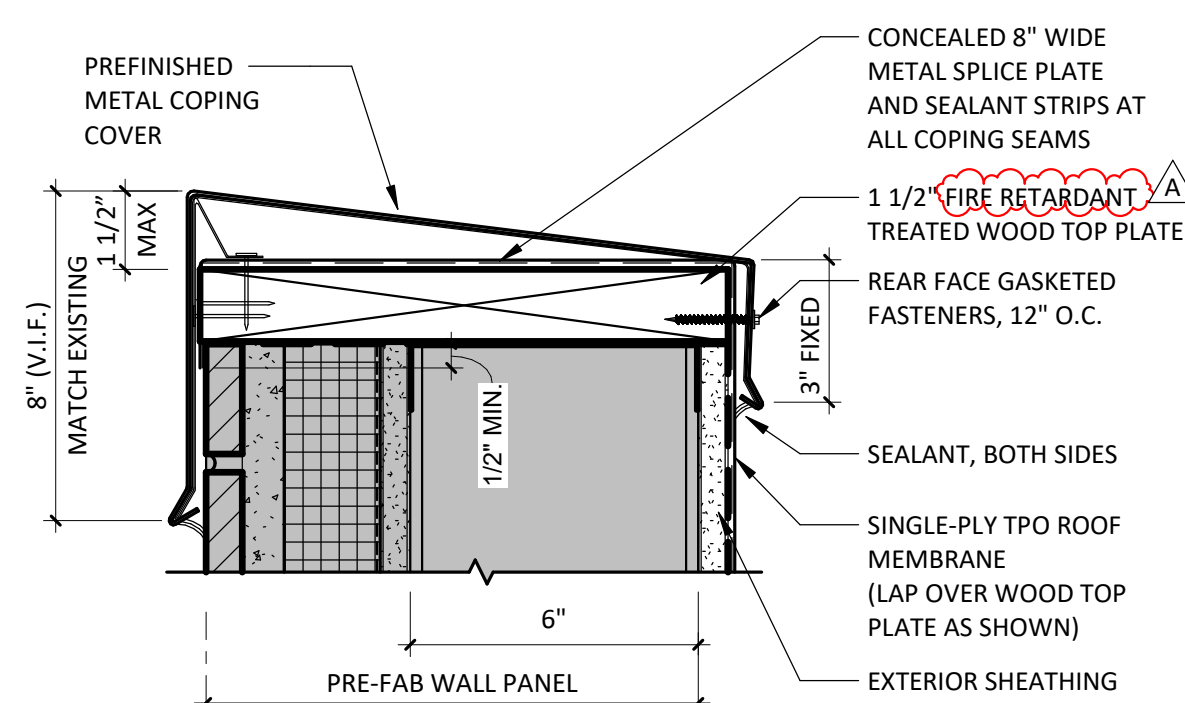 PREFINISHED
METAL COPING
COVER
CONCEALED 8" WIDE
METAL SPLICE PLATE
AND SEALANT STRIPS AT
ALL COPING SEAMS
1 1/2" FIRE RETARDANT
TREATED WOOD TOP PLATE
A
REAR FACE GASKETED
FASTENERS, 12" O.C.
SEALANT, BOTH SIDES
SINGLE-PLY TPO ROOF
MEMBRANE
(LAP OVER WOOD TOP
PLATE AS SHOWN)
EXTERIOR SHEATHING
8" (V.I.F.)
MATCH EXISTING
1 1/2"
MAX
1/2" MIN.
3" FIXED
6"
PRE-FAB WALL PANEL